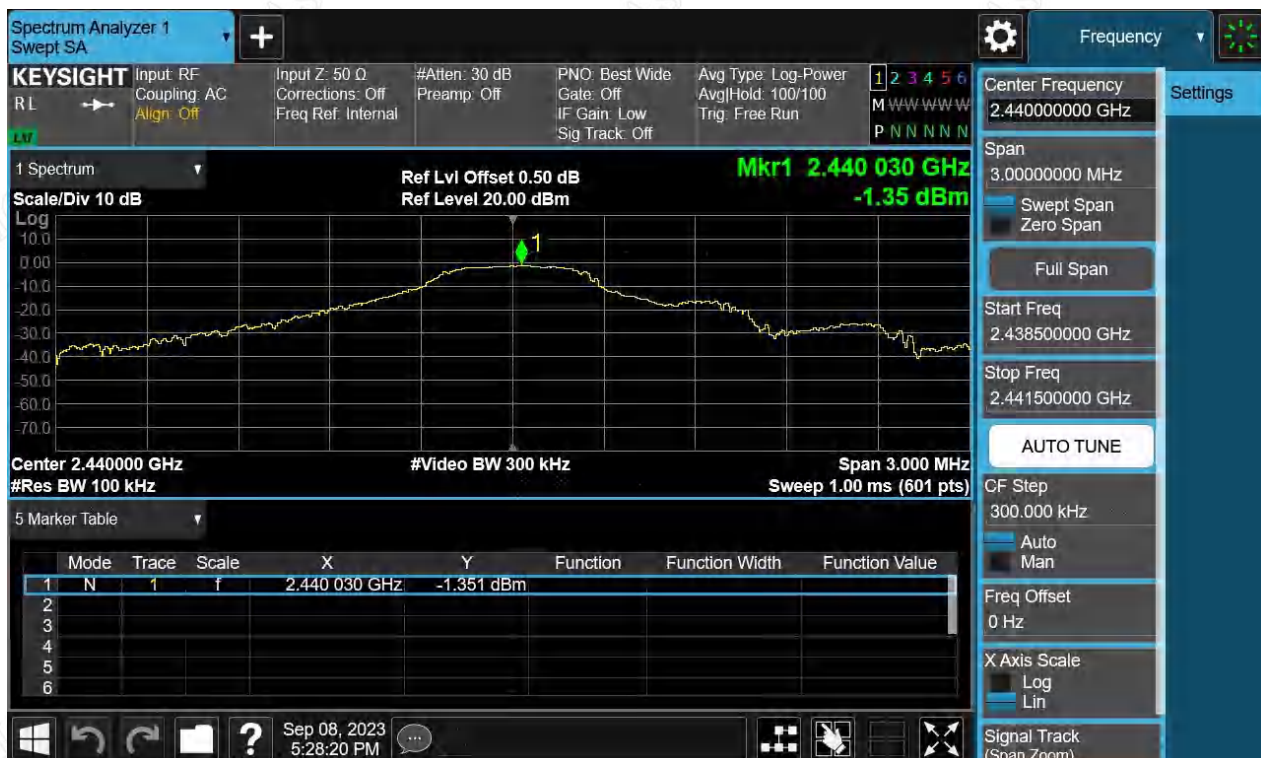 Spectrum Analyzer 1
Swept SA
+
Frequency
KEYSIGHT
RL
LXI
Input: RF
Coupling: AC
Align: Off
Input Z: 50 Ω
Corrections: Off
Freq Ref: Internal
#Atten: 30 dB
Preamp: Off
PNO: Best Wide
Gate: Off
IF Gain: Low
Sig Track: Off
Avg Type: Log-Power
Avg|Hold: 100/100
Trig: Free Run
1 2 3 4 5 6
M W W W W W W
P N N N N N
1 Spectrum
Scale/Div 10 dB
Ref Lvl Offset 0.50 dB
Ref Level 20.00 dBm
Mkr1 2.440 030 GHz
-1.35 dBm
Log
10.0
0.00
-10.0
-20.0
-30.0
-40.0
-50.0
-60.0
-70.0
1
Center 2.440000 GHz
#Res BW 100 kHz
#Video BW 300 kHz
Span 3.000 MHz
Sweep 1.00 ms (601 pts)
5 Marker Table
Mode Trace Scale X Y Function Function Width Function Value
1 N 1 f 2.440 030 GHz -1.351 dBm
2
3
4
5
6
?
Sep 08, 2023
5:28:20 PM
Center Frequency
2.440000000 GHz
Settings
Span
3.00000000 MHz
Swept Span
Zero Span
Full Span
Start Freq
2.438500000 GHz
Stop Freq
2.441500000 GHz
AUTO TUNE
CF Step
300.000 kHz
Auto
Man
Freq Offset
0 Hz
X Axis Scale
Log
Lin
Signal Track
(Span Zoom)